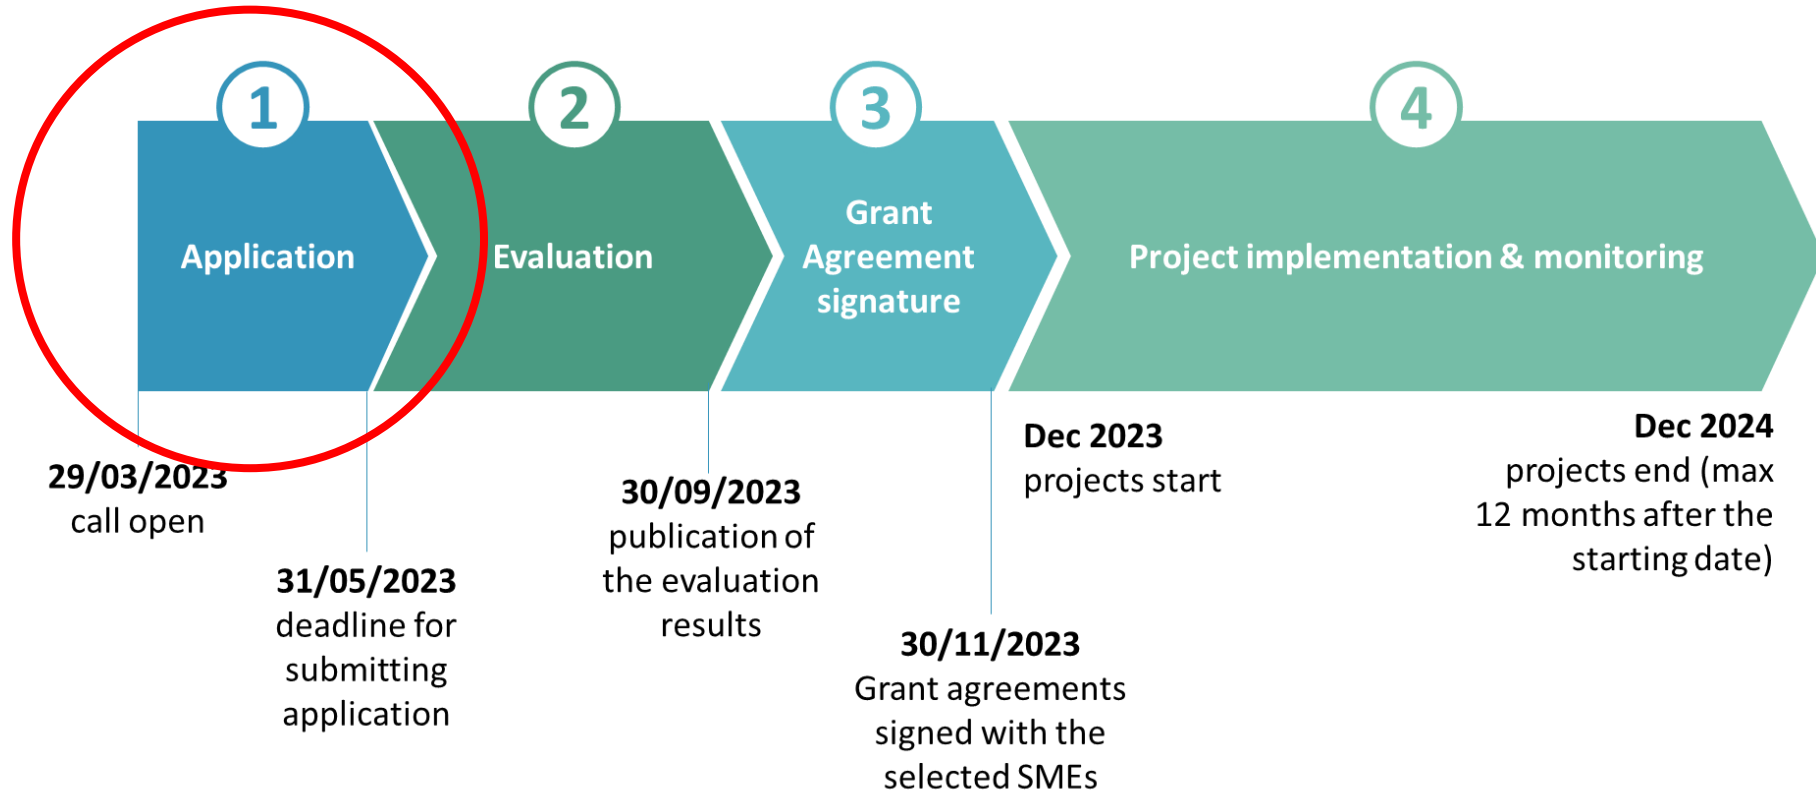 1
2
3
4
Application
Evaluation
Grant
Agreement
signature
Project implementation & monitoring
29/03/2023
call open
31/05/2023
deadline for
submitting
application
30/09/2023
publication of
the evaluation
results
30/11/2023
Grant agreements
signed with the
selected SMEs
Dec 2023
projects start
Dec 2024
projects end (max
12 months after the
starting date)